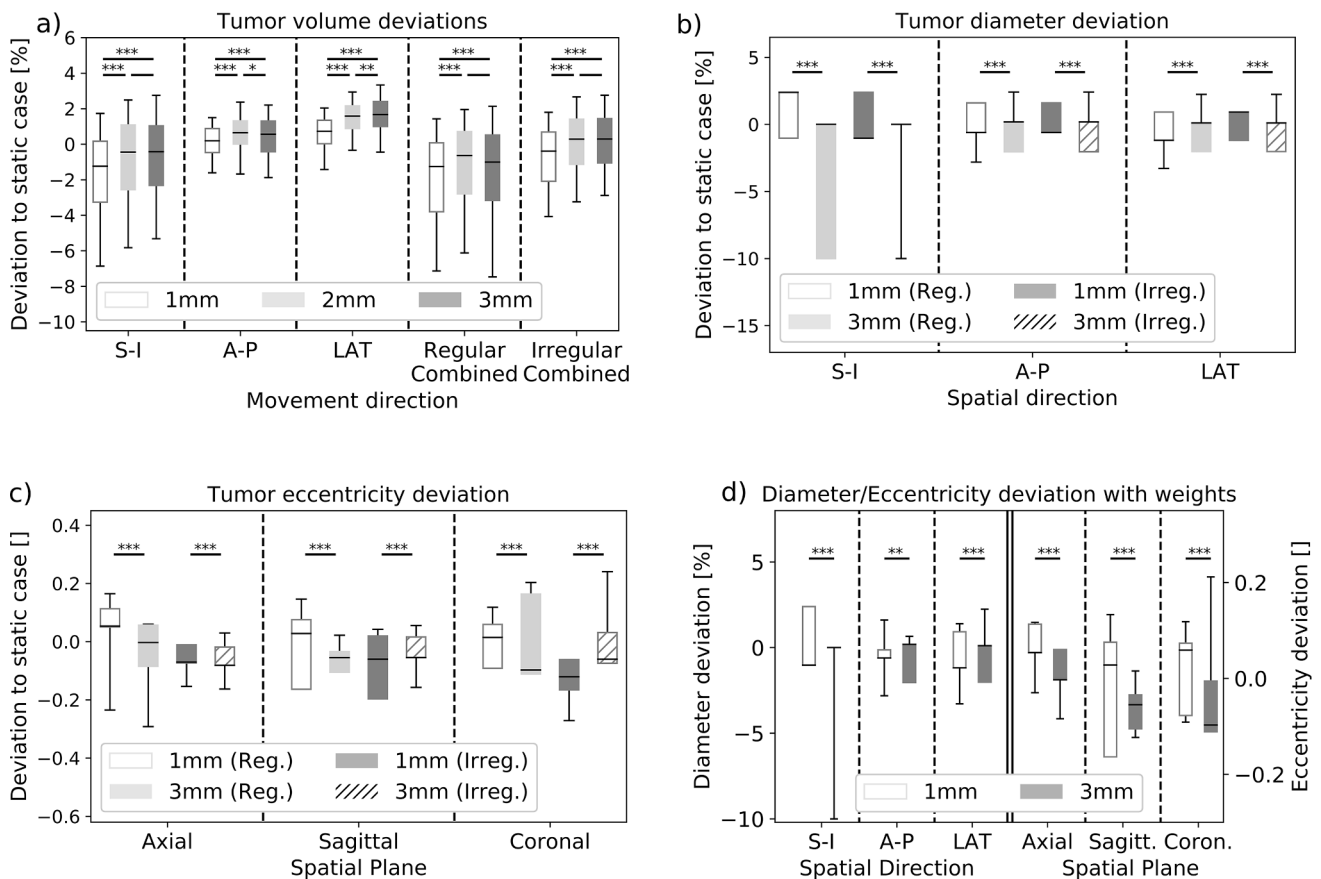 a)
Tumor volume deviations
Deviation to static case [%]
6
4
2
0
−2
−4
−6
−8
−10
***
***
***
***
*
***
***
**
***
***
***
***
1mm
2mm
3mm
S-I
A-P
LAT
Regular
Combined
Irregular
Combined
Movement direction
b)
Tumor diameter deviation
Deviation to static case [%]
5
0
−5
−10
−15
***
***
***
***
***
***
1mm (Reg.)
3mm (Reg.)
1mm (Irreg.)
3mm (Irreg.)
S-I
A-P
LAT
Spatial direction
c)
Tumor eccentricity deviation
Deviation to static case []
0.4
0.2
0.0
−0.2
−0.4
−0.6
***
***
***
***
***
***
1mm (Reg.)
3mm (Reg.)
1mm (Irreg.)
3mm (Irreg.)
Axial
Sagittal
Coronal
Spatial Plane
d)
Diameter/Eccentricity deviation with weights
Diameter deviation [%]
5
0
−5
−10
***
**
***
***
***
***
1mm
3mm
0.2
0.0
−0.2
Eccentricity deviation []
S-I
A-P
LAT
Axial
Sagitt.
Coron.
Spatial Direction
Spatial Plane